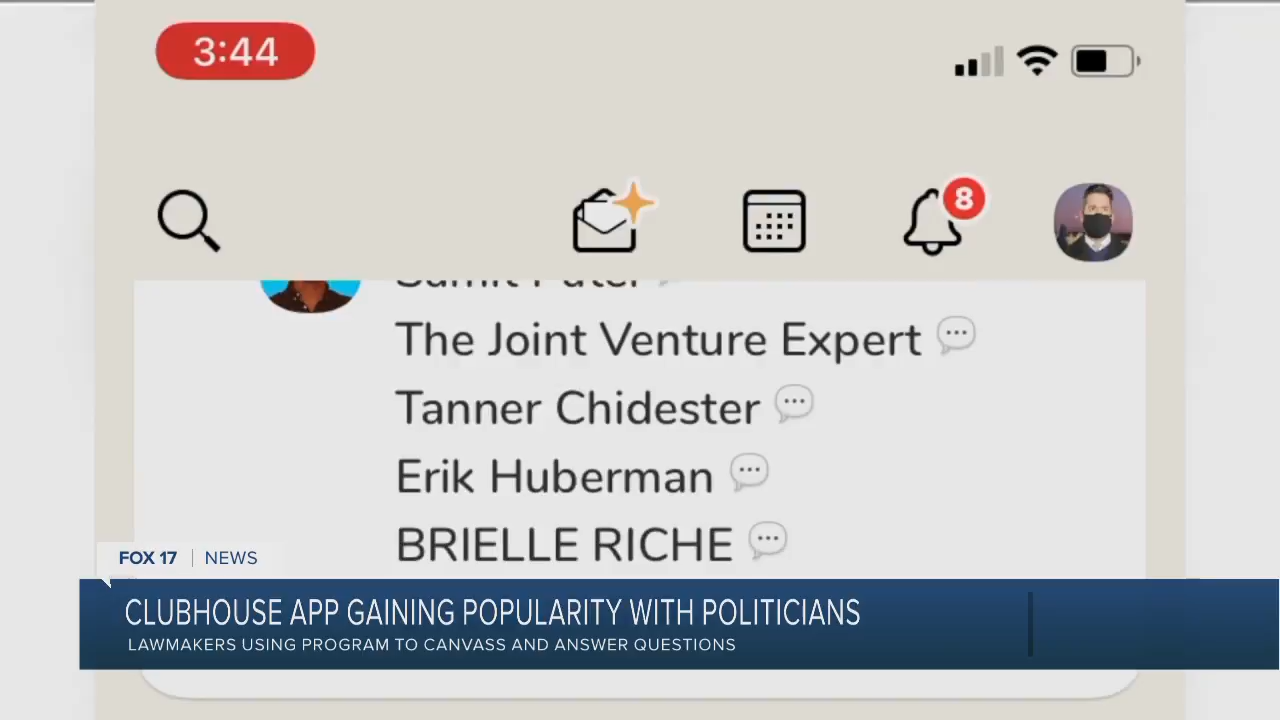 3:44
8
The Joint Venture Expert
Tanner Chidester
Erik Huberman
BRIELLE RICHE
FOX 17 | NEWS
CLUBHOUSE APP GAINING POPULARITY WITH POLITICIANS
LAWMAKERS USING PROGRAM TO CANVASS AND ANSWER QUESTIONS